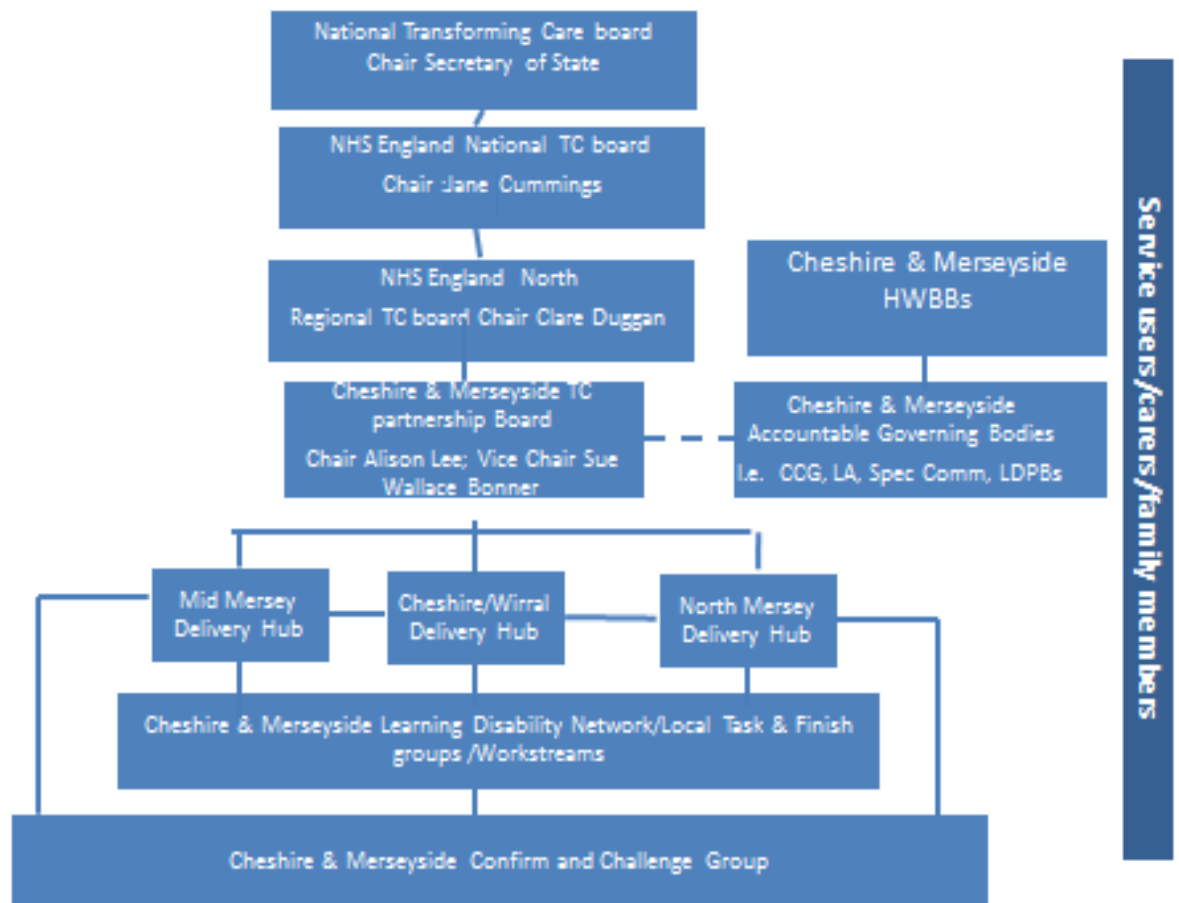 National Transforming Care board
Chair Secretary of State
NHS England National TC board
Chair :Jane Cummings
NHS England North
Regional TC board Chair Clare Duggan
Cheshire & Merseyside
HWBBs
Cheshire & Merseyside TC
partnership Board
Chair Alison Lee; Vice Chair Sue
Wallace Bonner
Cheshire & Merseyside
Accountable Governing Bodies
I.e. CCG, LA, Spec Comm, LDPBs
Mid Mersey
Delivery Hub
Cheshire/Wirral
Delivery Hub
North Mersey
Delivery Hub
Cheshire & Merseyside Learning Disability Network/Local Task & Finish
groups /Workstreams
Cheshire & Merseyside Confirm and Challenge Group
Service users/carers/family members